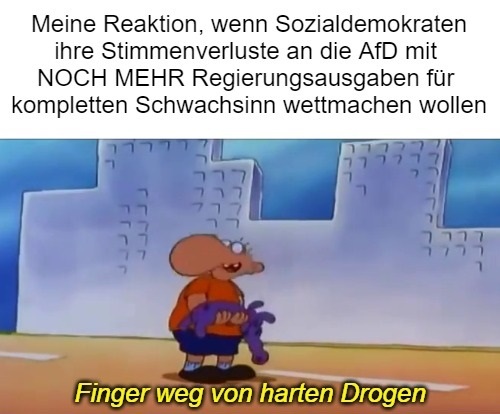 Meine Reaktion, wenn Sozialdemokraten
ihre Stimmenverluste an die AfD mit
NOCH MEHR Regierungsausgaben für
kompletten Schwachsinn wettmachen wollen
Finger weg von harten Drogen